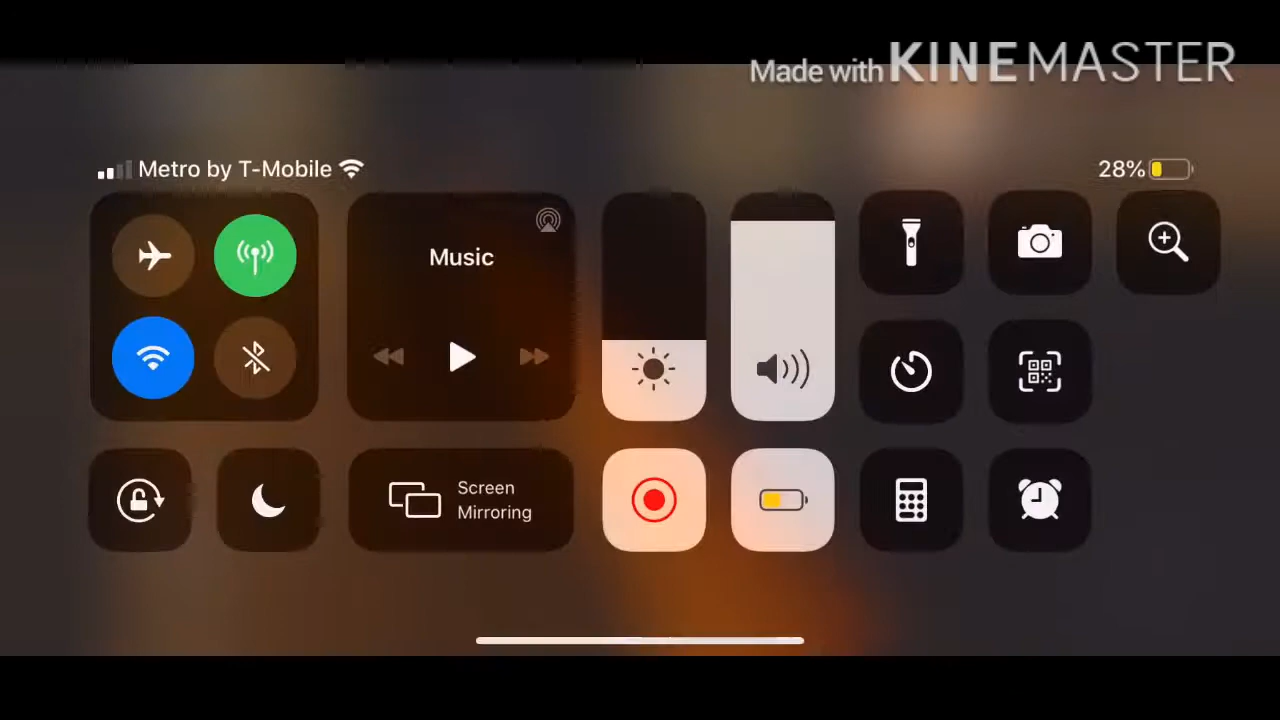 Made with KINEMASTER
Metro by T-Mobile
28%
Music
Screen
Mirroring